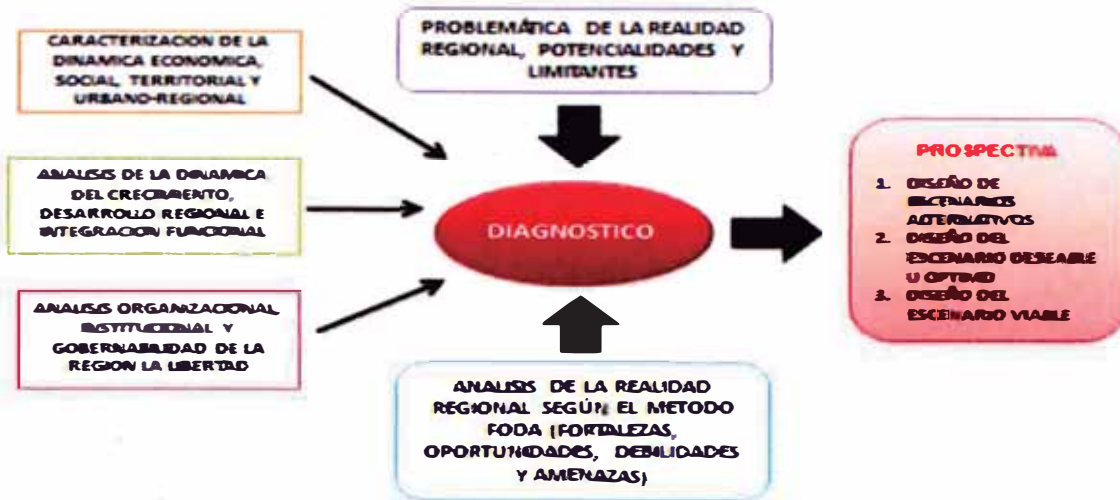 CARACTERIZACION DE LA
DINAMICA ECONOMICA,
SOCIAL, TERRITORIAL Y
URBANO-REGIONAL
PROBLEMÁTICA DE LA REALIDAD
REGIONAL, POTENCIALIDADES Y
LIMITANTES
ANALISIS DE LA DINAMICA
DEL CRECIMIENTO,
DESARROLLO REGIONAL E
INTEGRACION FUNCIONAL
DIAGNOSTICO
ANALISIS ORGANIZACIONAL
INSTITUCIONAL Y
GOBERNABILIDAD DE LA
REGION LA LIBERTAD
ANALISIS DE LA REALIDAD
REGIONAL SEGÚN EL METODO
FODA (FORTALEZAS,
OPORTUNIDADES, DEBILIDADES
Y AMENAZAS)
PROSPECTIVA
1. DISEÑO DE
ESCENARIOS
ALTERNATIVOS
2. DISEÑO DEL
ESCENARIO DESEABLE
U OPTIMO
3. DISEÑO DEL
ESCENARIO VIABLE